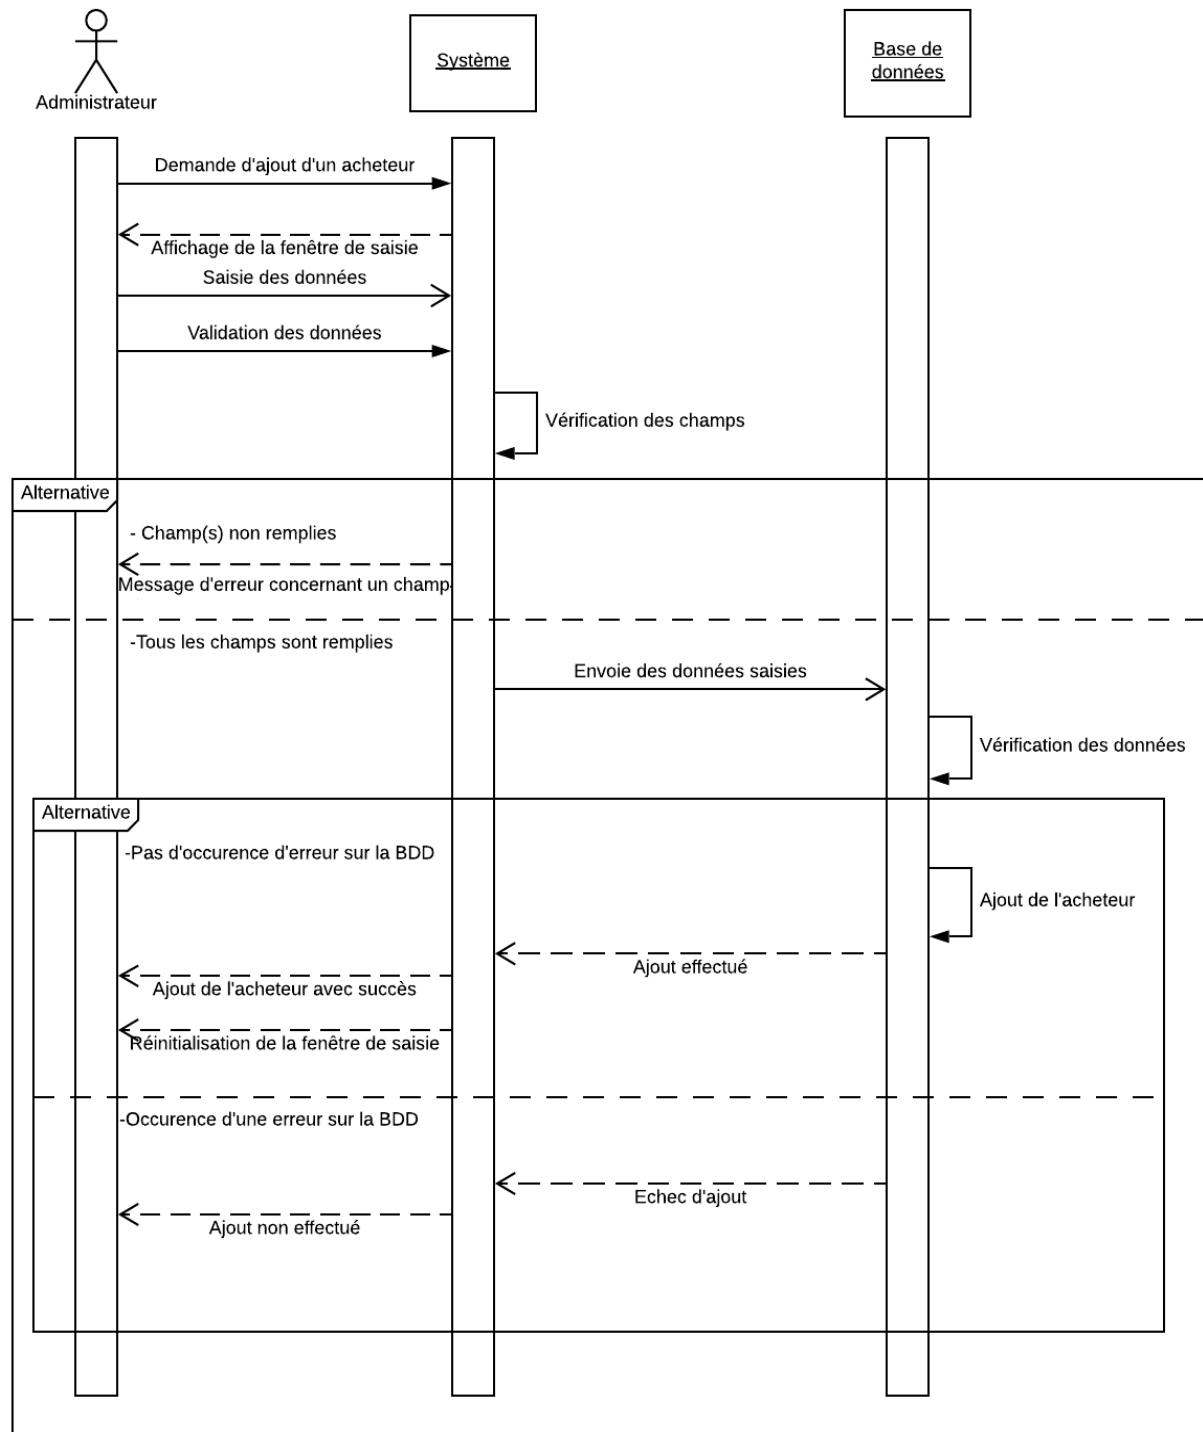 Administrateur
Système
Base de
données
Demande d'ajout d'un acheteur
Affichage de la fenêtre de saisie
Saisie des données
Validation des données
Vérification des champs
Alternative
- Champ(s) non remplies
Message d'erreur concernant un champ
-Tous les champs sont remplies
Envoie des données saisies
Vérification des données
Alternative
-Pas d'occurence d'erreur sur la BDD
Ajout de l'acheteur
Ajout effectué
Ajout de l'acheteur avec succès
Réinitialisation de la fenêtre de saisie
-Occurence d'une erreur sur la BDD
Echec d'ajout
Ajout non effectué